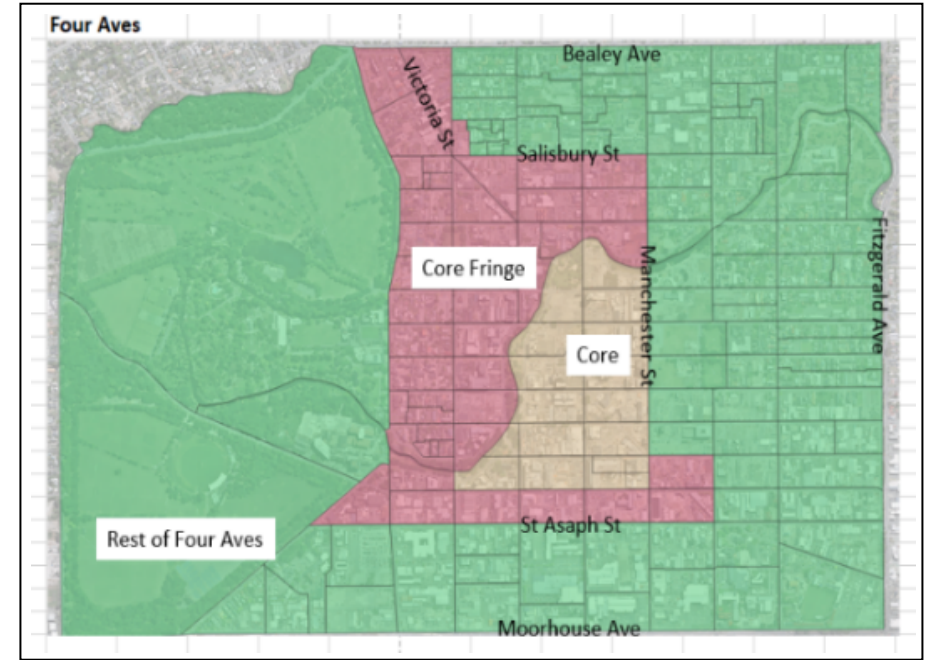 Four Aves
Bealey Ave
Victoria St
Salisbury St
Fitzgerald Ave
Manchester St
Core Fringe
Core
St Asaph St
Rest of Four Aves
Moorhouse Ave